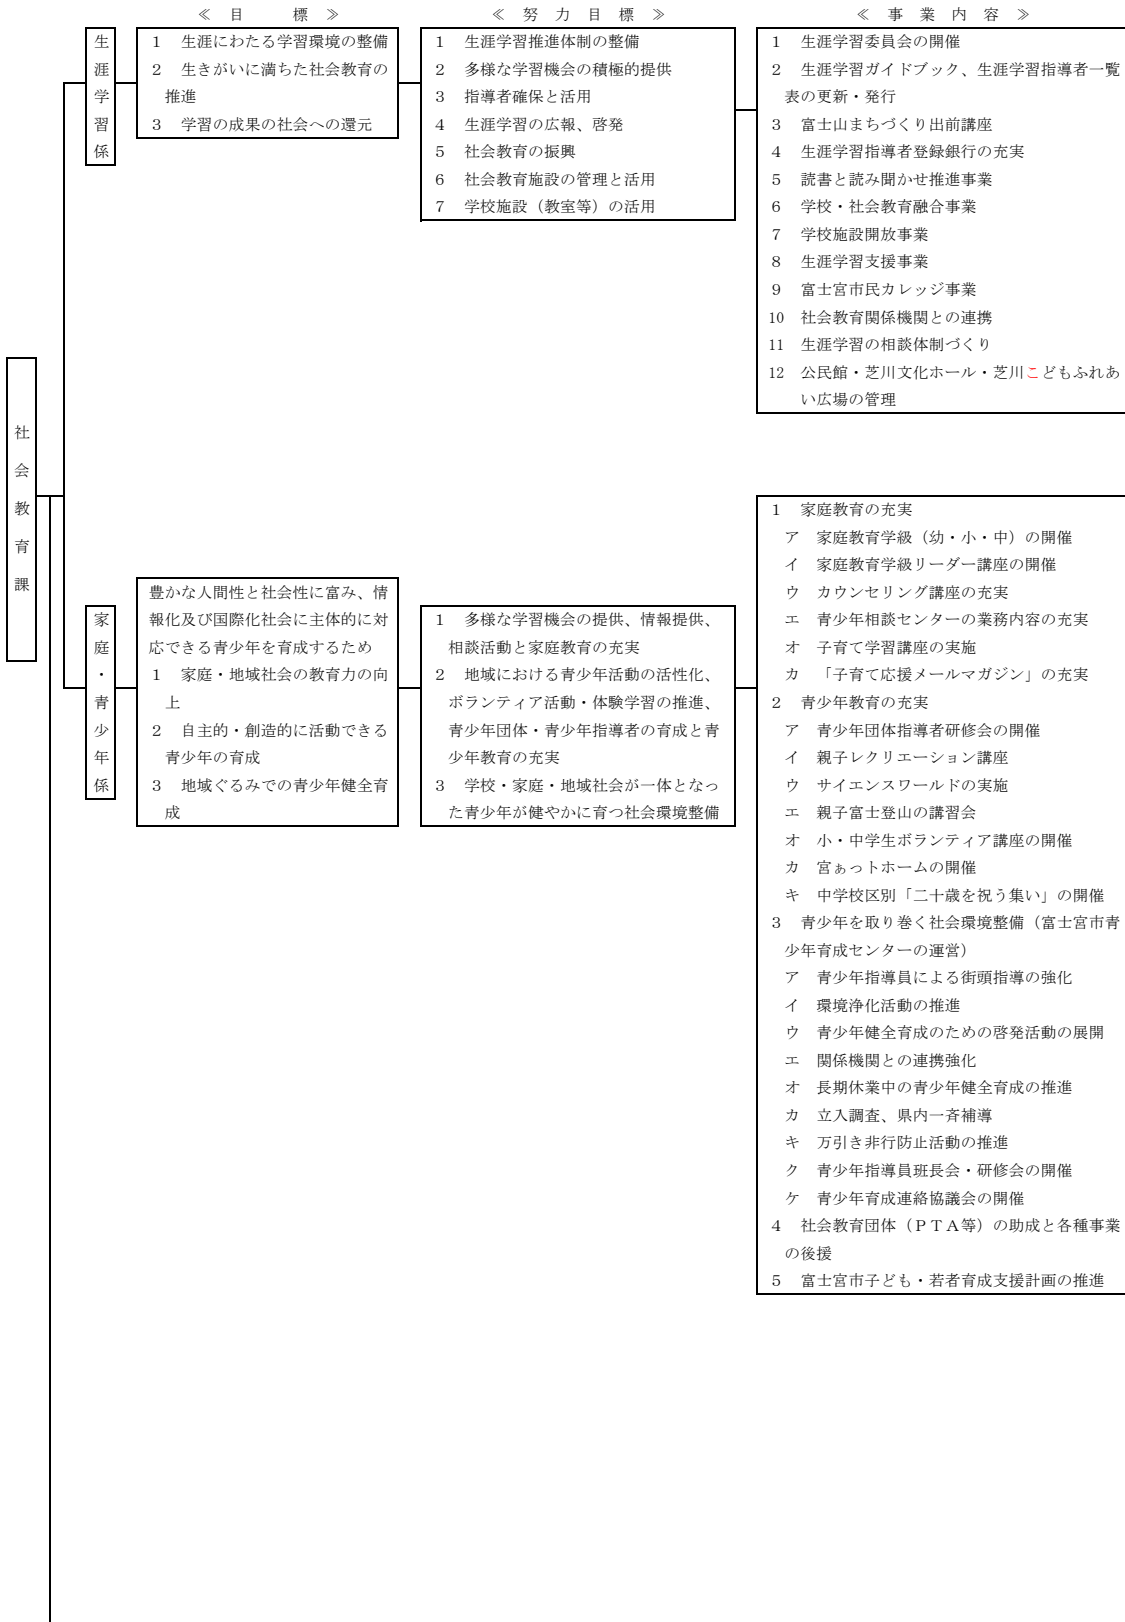 ≪　目　　標　≫
≪　努　力　目　標　≫
≪　事　業　内　容　≫
社会教育課
生涯学習係
1　生涯にわたる学習環境の整備
2　生きがいに満ちた社会教育の
推進
3　学習の成果の社会への還元
1　生涯学習推進体制の整備
2　多様な学習機会の積極的提供
3　指導者確保と活用
4　生涯学習の広報、啓発
5　社会教育の振興
6　社会教育施設の管理と活用
7　学校施設（教室等）の活用
1　生涯学習委員会の開催
2　生涯学習ガイドブック、生涯学習指導者一覧
表の更新・発行
3　富士山まちづくり出前講座
4　生涯学習指導者登録銀行の充実
5　読書と読み聞かせ推進事業
6　学校・社会教育融合事業
7　学校施設開放事業
8　生涯学習支援事業
9　富士宮市民カレッジ事業
10　社会教育関係機関との連携
11　生涯学習の相談体制づくり
12　公民館・芝川文化ホール・芝川こどもふれあ
い広場の管理
家庭・青少年係
豊かな人間性と社会性に富み、情
報化及び国際化社会に主体的に対
応できる青少年を育成するため
1　家庭・地域社会の教育力の向
上
2　自主的・創造的に活動できる
青少年の育成
3　地域ぐるみでの青少年健全育
成
1　多様な学習機会の提供、情報提供、
相談活動と家庭教育の充実
2　地域における青少年活動の活性化、
ボランティア活動・体験学習の推進、
青少年団体・青少年指導者の育成と青
少年教育の充実
3　学校・家庭・地域社会が一体となっ
た青少年が健やかに育つ社会環境整備
1　家庭教育の充実
ア　家庭教育学級（幼・小・中）の開催
イ　家庭教育学級リーダー講座の開催
ウ　カウンセリング講座の充実
エ　青少年相談センターの業務内容の充実
オ　子育て学習講座の実施
カ　「子育て応援メールマガジン」の充実
2　青少年教育の充実
ア　青少年団体指導者研修会の開催
イ　親子レクリエーション講座
ウ　サイエンスワールドの実施
エ　親子富士登山の講習会
オ　小・中学生ボランティア講座の開催
カ　宮ぁっトホームの開催
キ　中学校区別「二十歳を祝う集い」の開催
3　青少年を取り巻く社会環境整備（富士宮市青
少年育成センターの運営）
ア　青少年指導員による街頭指導の強化
イ　環境浄化活動の推進
ウ　青少年健全育成のための啓発活動の展開
エ　関係機関との連携強化
オ　長期休業中の青少年健全育成の推進
カ　立入調査、県内一斉補導
キ　万引き非行防止活動の推進
ク　青少年指導員班長会・研修会の開催
ケ　青少年育成連絡協議会の開催
4　社会教育団体（ＰＴＡ等）の助成と各種事業
の後援
5　富士宮市子ども・若者育成支援計画の推進